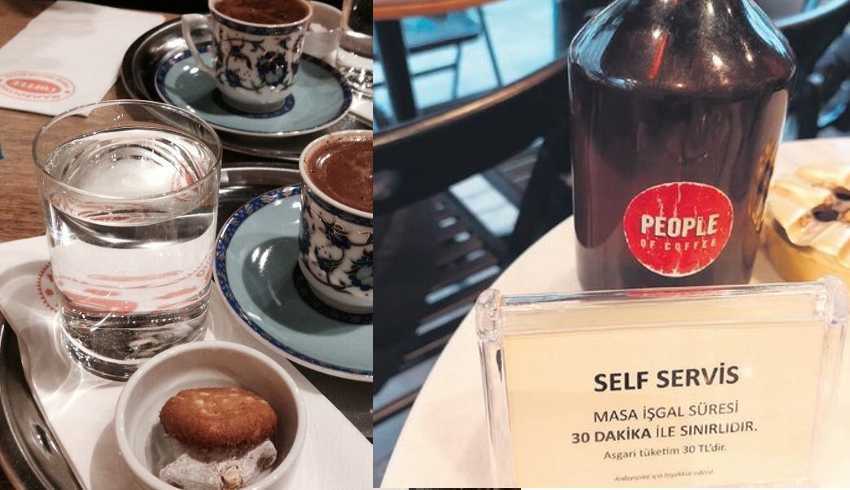 PEOPLE
OF COFFEE
SELF SERVİS
MASA İŞGAL SÜRESİ
30 DAKİKA İLE SINIRLIDIR.
Asgari tüketim 30 TL'dir.